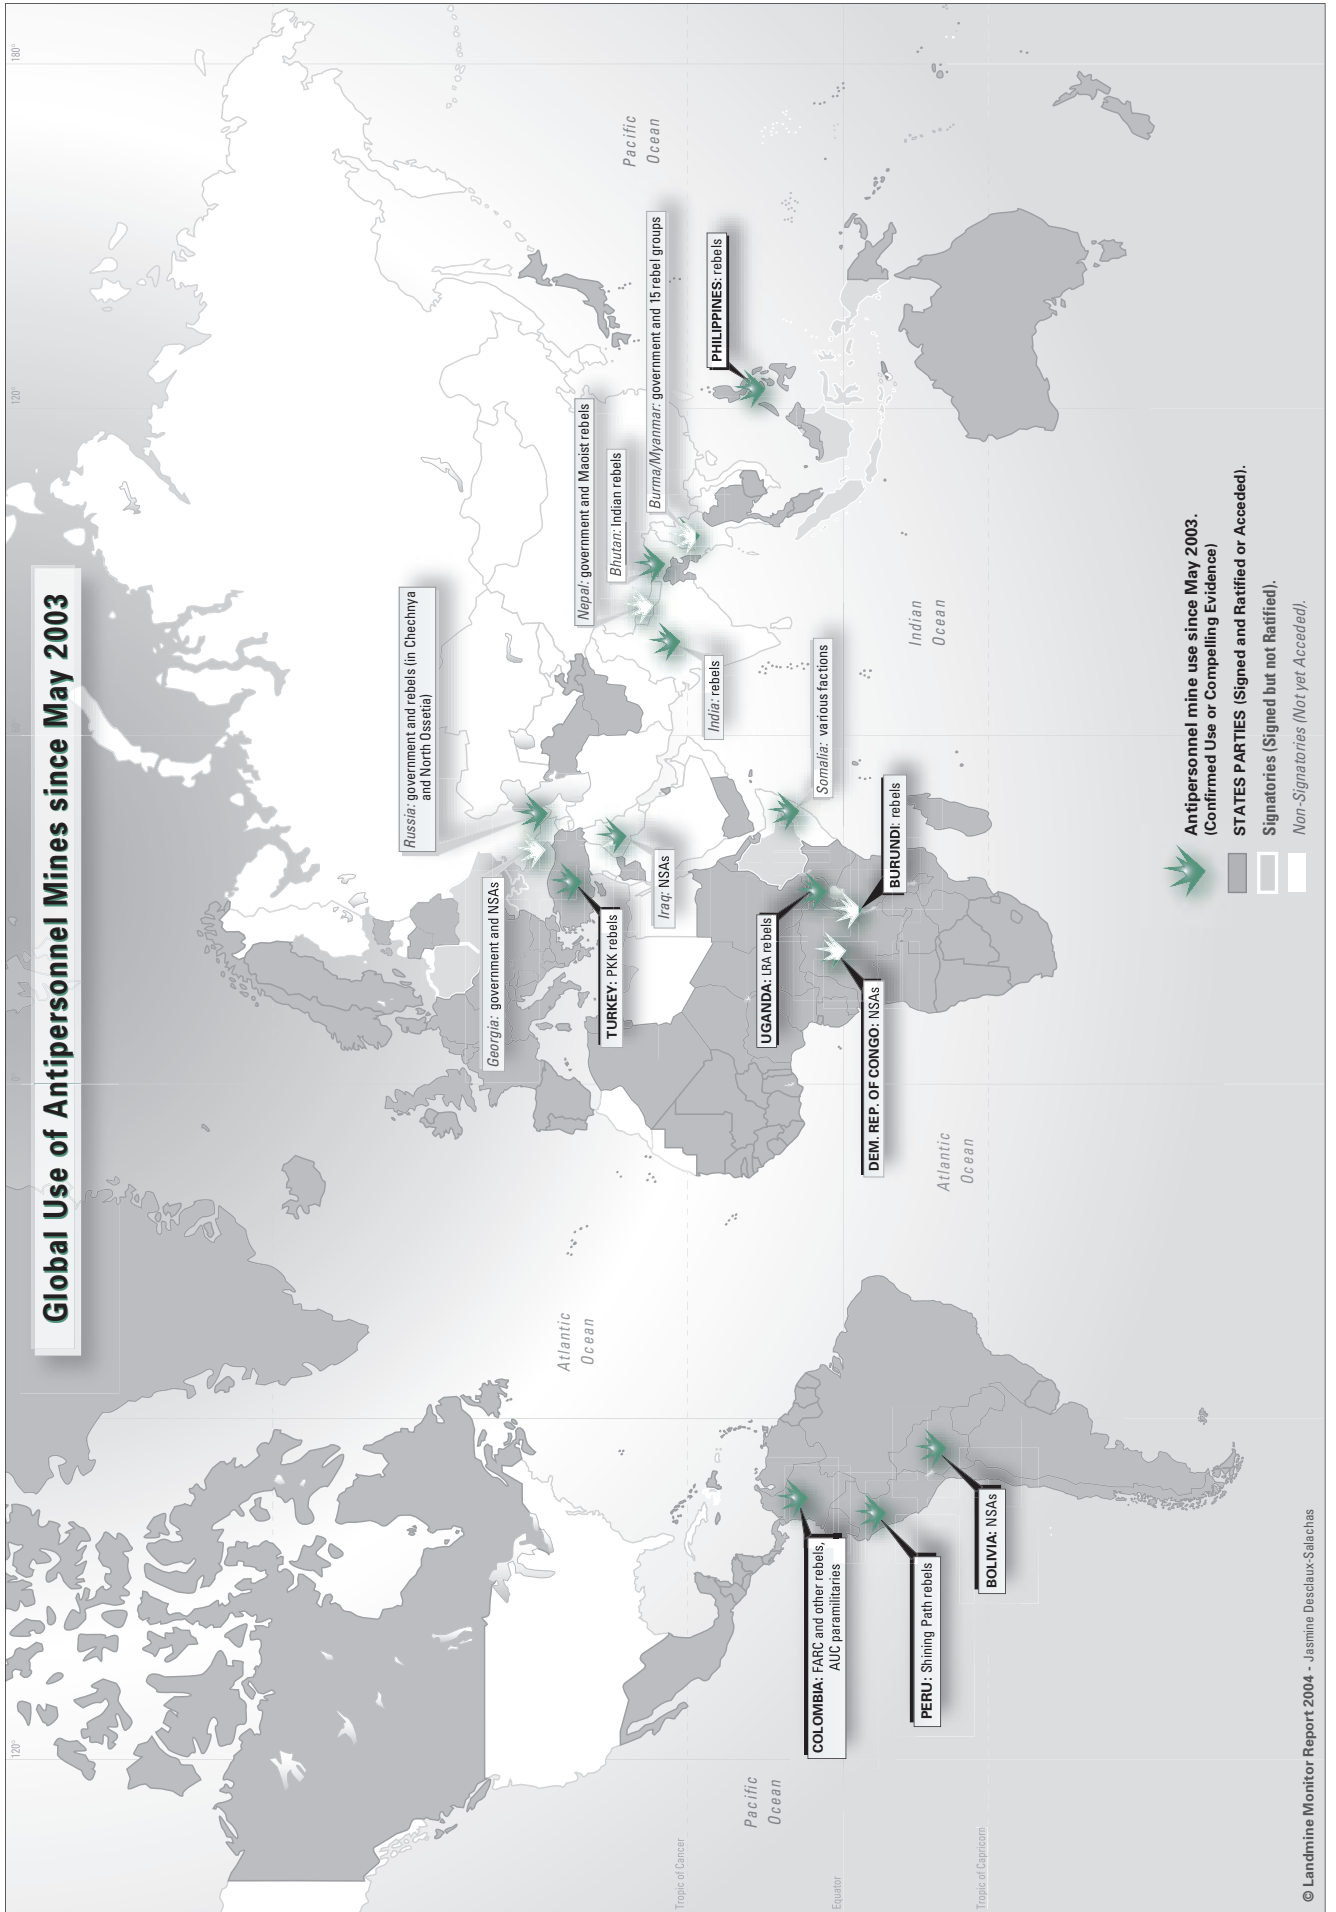 Global Use of Antipersonnel Mines since May 2003
120°
0°
120°
180°
Pacific
Ocean
Atlantic
Ocean
Atlantic
Ocean
Indian
Ocean
Pacific
Ocean
Tropic of Cancer
Equator
Tropic of Capricorn
COLOMBIA: FARC and other rebels,
AUC paramilitaries
PERU: Shining Path rebels
BOLIVIA: NSAs
Georgia: government and NSAs
TURKEY: PKK rebels
Iraq: NSAs
UGANDA: LRA rebels
DEM. REP. OF CONGO: NSAs
BURUNDI: rebels
Somalia: various factions
Russia: government and rebels (in Chechnya
and North Ossetia)
India: rebels
Nepal: government and Maoist rebels
Bhutan: Indian rebels
Burma/Myanmar: government and 15 rebel groups
PHILIPPINES: rebels
Antipersonnel mine use since May 2003.
(Confirmed Use or Compelling Evidence)
STATES PARTIES (Signed and Ratified or Acceded).
Signatories (Signed but not Ratified).
Non-Signatories (Not yet Acceded).
© Landmine Monitor Report 2004 - Jasmine Desclaux-Salachas